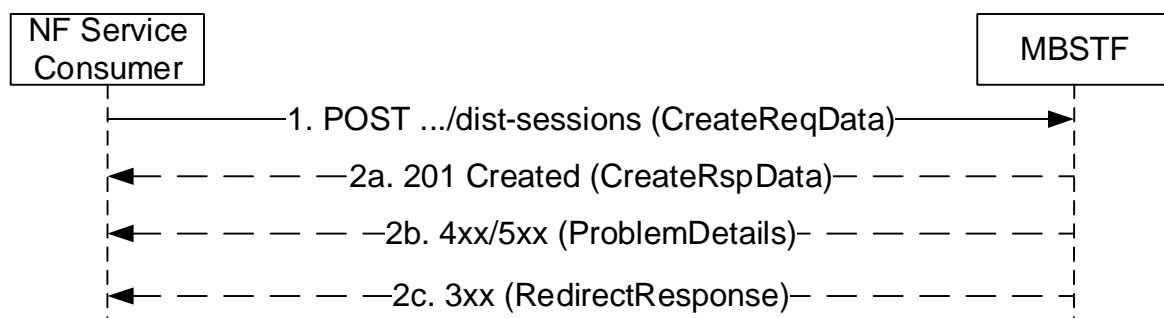 NF Service
Consumer
MBSTF
1. POST .../dist-sessions (CreateReqData)
2a. 201 Created (CreateRspData)
2b. 4xx/5xx (ProblemDetails)
2c. 3xx (RedirectResponse)